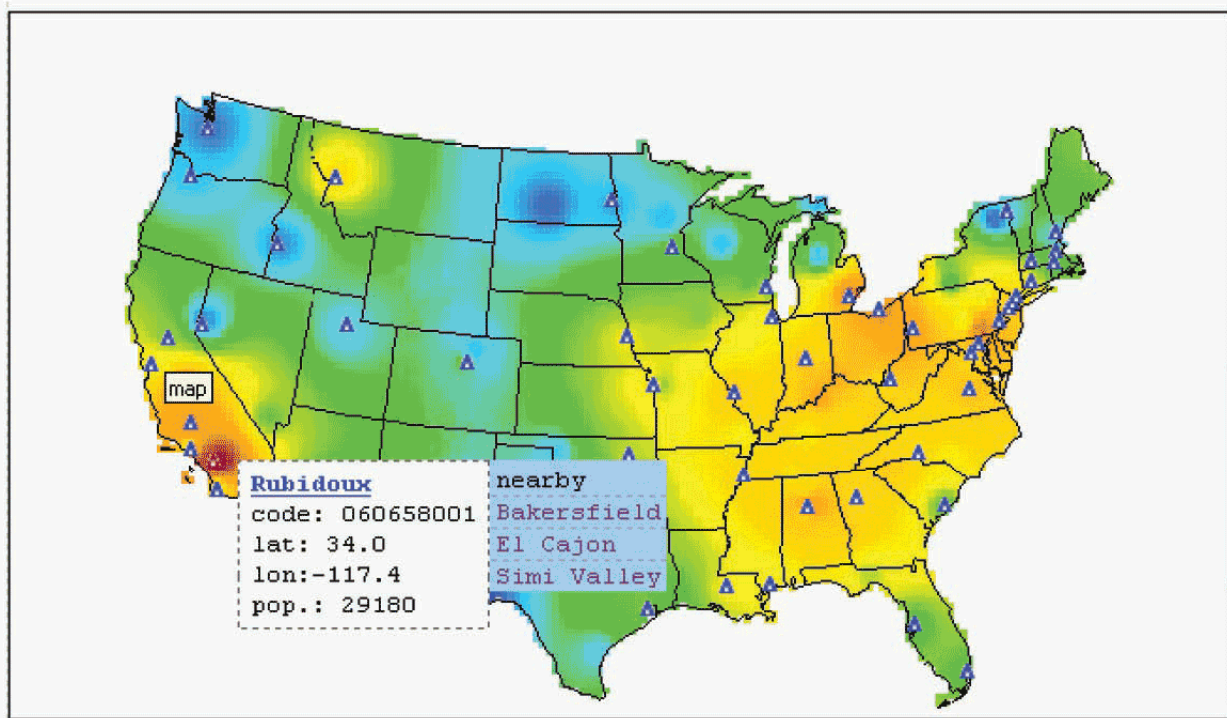 map
Rubidoux
code: 060658001
lat: 34.0
lon:-117.4
pop.: 29180
nearby
Bakersfield
El Cajon
Simi Valley